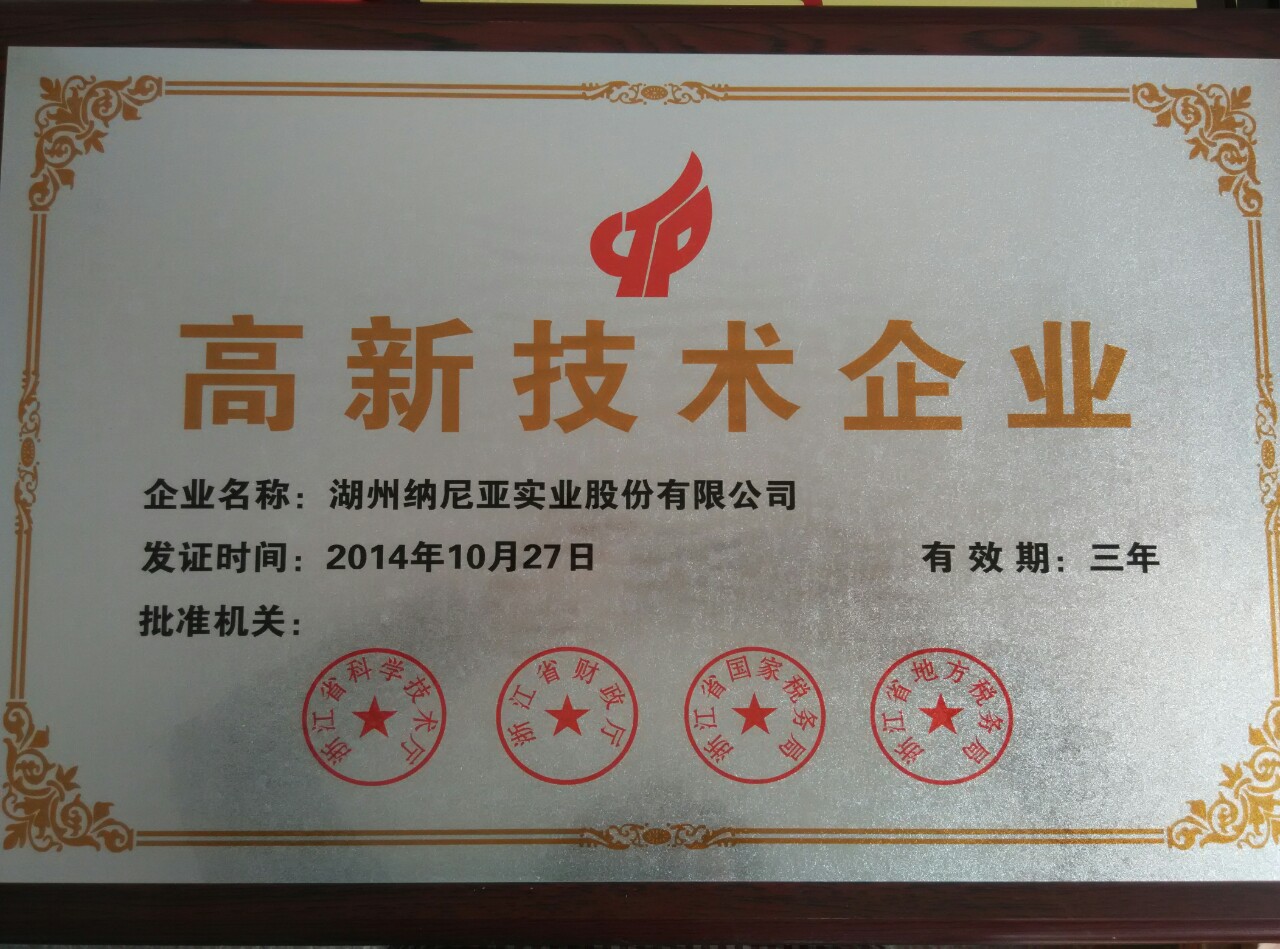 高新技术企业
企业名称：湖州纳尼亚实业股份有限公司
发证时间：2014年10月27日 有效期：三年
批准机关：
浙江省科学技术厅
浙江省财政厅
浙江省国家税务局
浙江省地方税务局